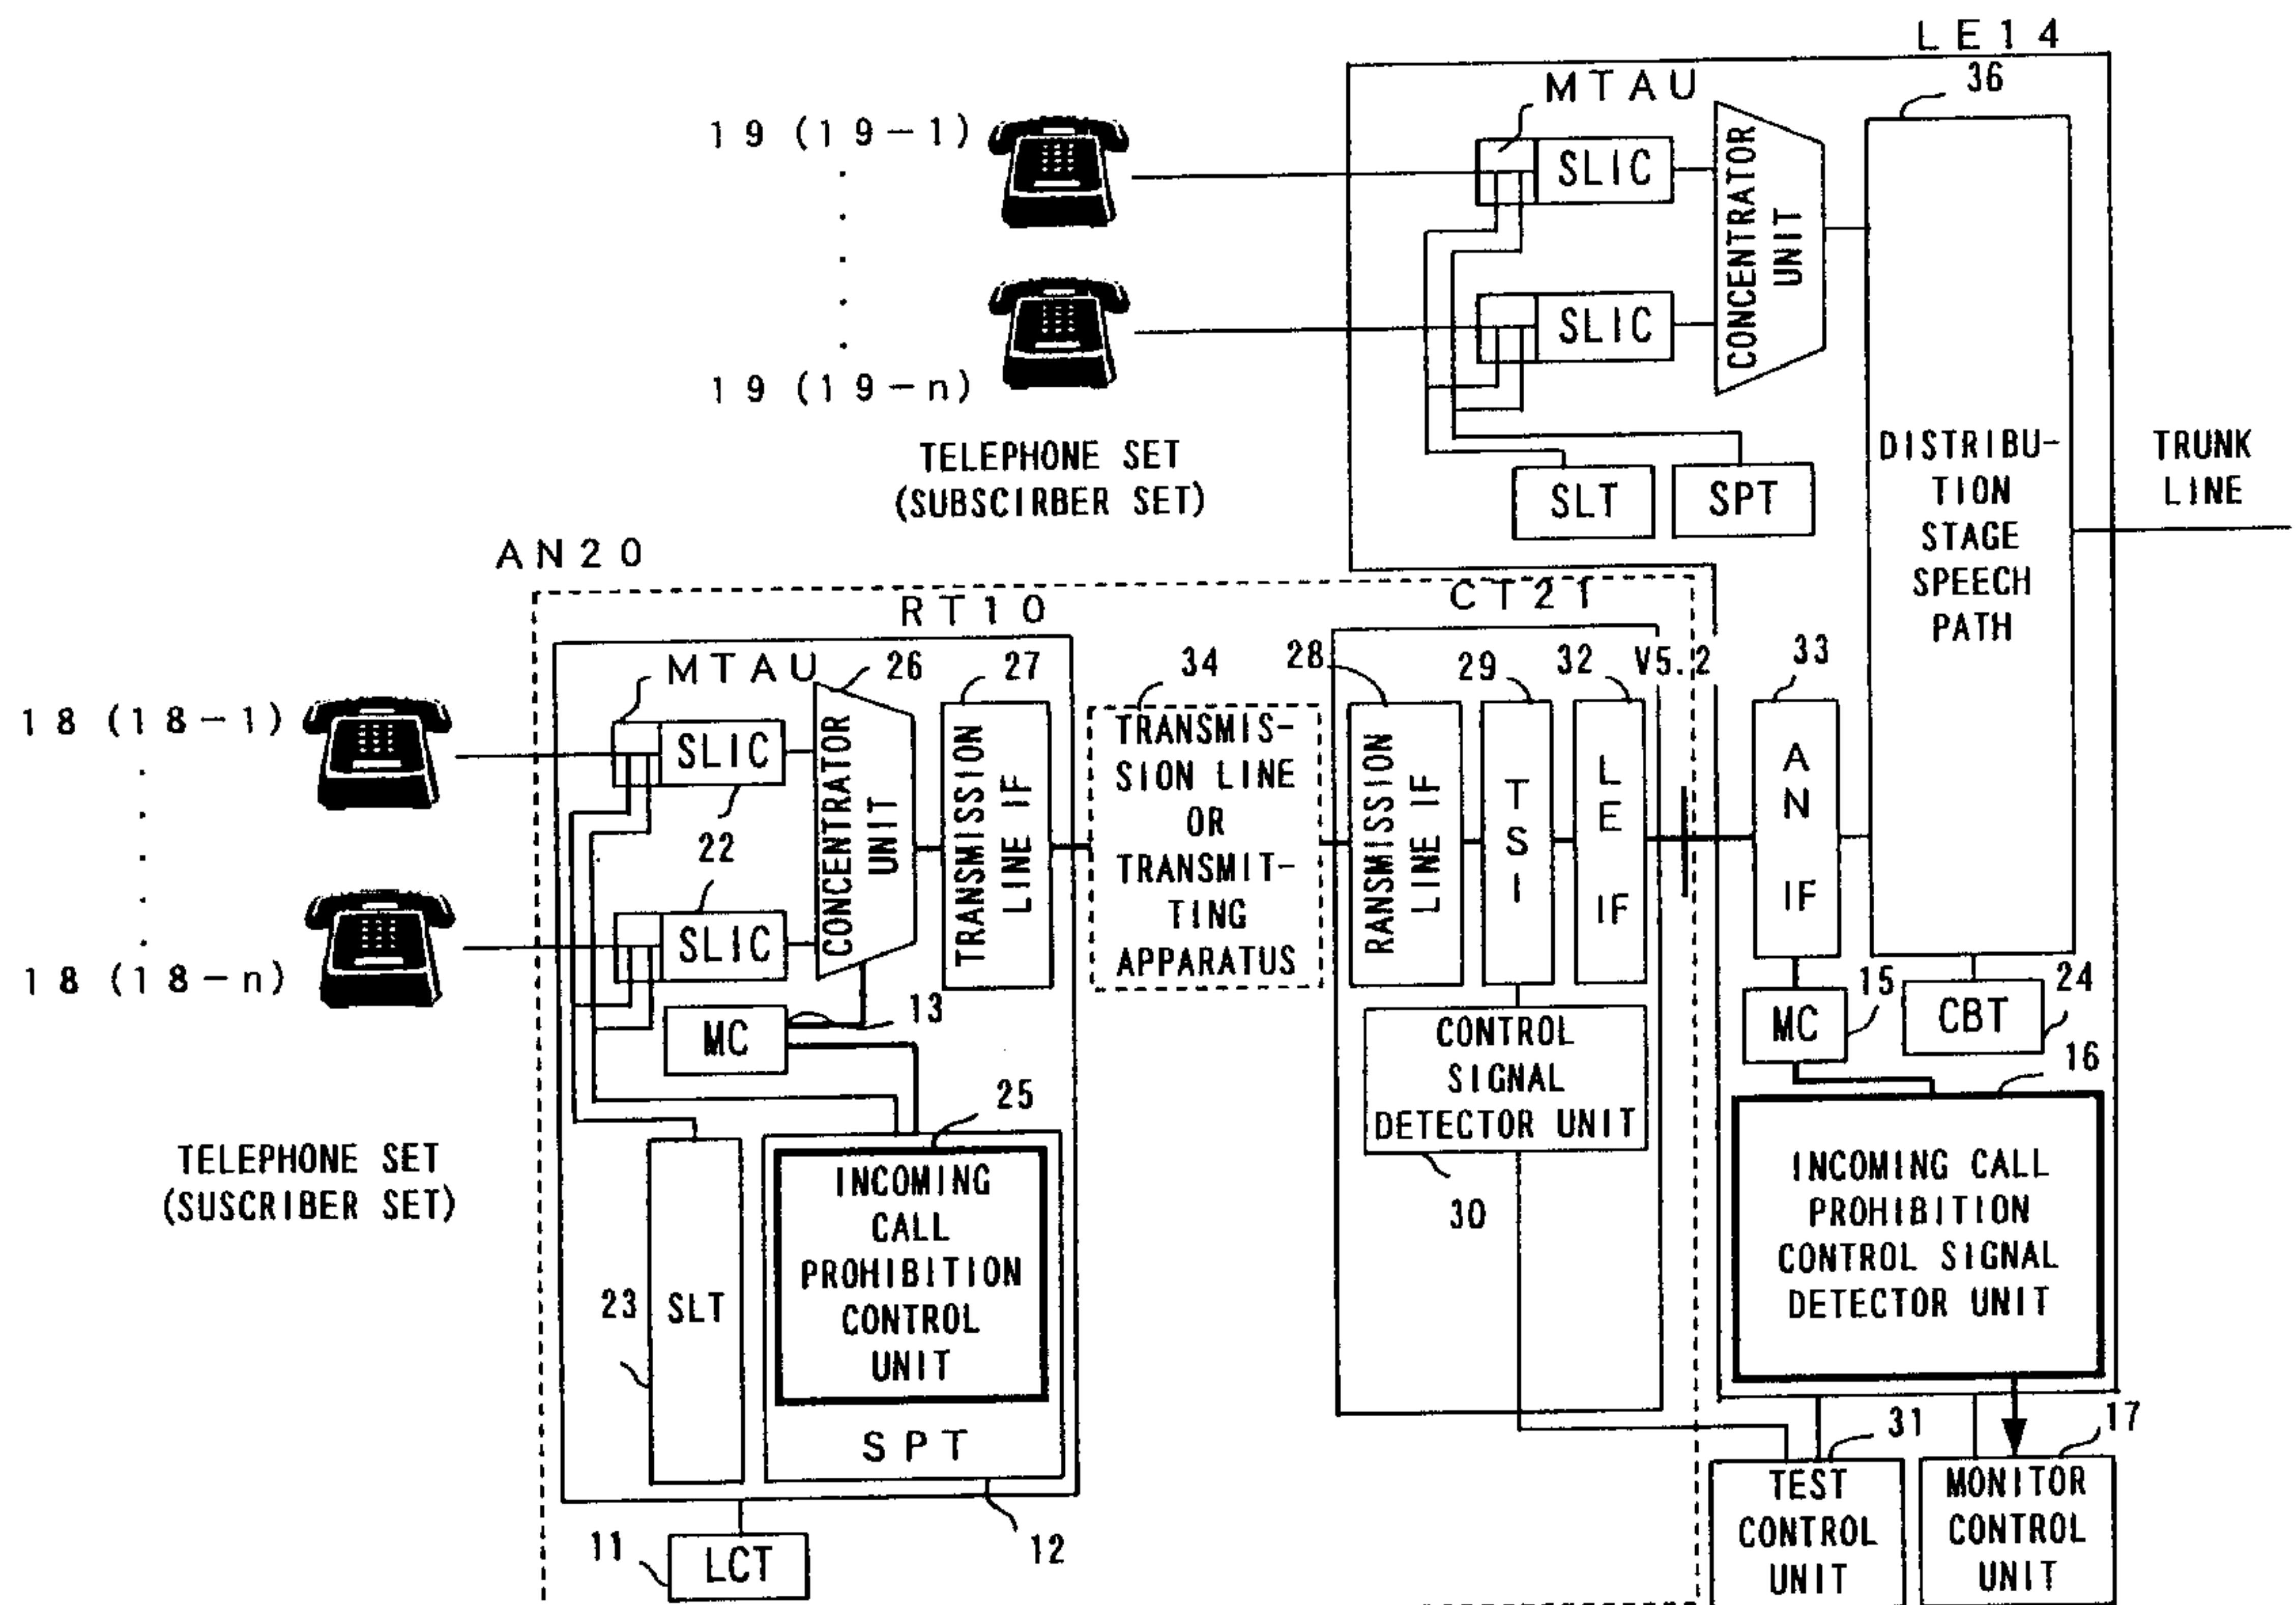 LE14
MTAU
36
19 (19-1)
SLIC
CONCENTRATOR
UNIT
SLIC
19 (19-n)
TELEPHONE SET
(SUBSCIRBER SET)
SLT
SPT
DISTRIBU-
TION
STAGE
SPEECH
PATH
TRUNK
LINE
AN20
RT10
CT21
MTAU
26
27
34
28
29
32
V5.2
33
18 (18-1)
SLIC
22
SLIC
18 (18-n)
CONCENTRATOR
UNIT
TRANSMISSION
LINE IF
TRANSMIS-
SION LINE
OR
TRANSMIT-
TING
APPARATUS
RANSMISSION
LINE IF
TSI
LE
IF
AN
IF
MC
13
15
MC
CBT
24
16
CONTROL
SIGNAL
DETECTOR UNIT
30
25
INCOMING
CALL
PROHIBITION
CONTROL
UNIT
SPT
12
TELEPHONE SET
(SUSCRIBER SET)
23
SLT
INCOMING CALL
PROHIBITION
CONTROL SIGNAL
DETECTOR UNIT
31
17
TEST
CONTROL
UNIT
MONITOR
CONTROL
UNIT
11
LCT